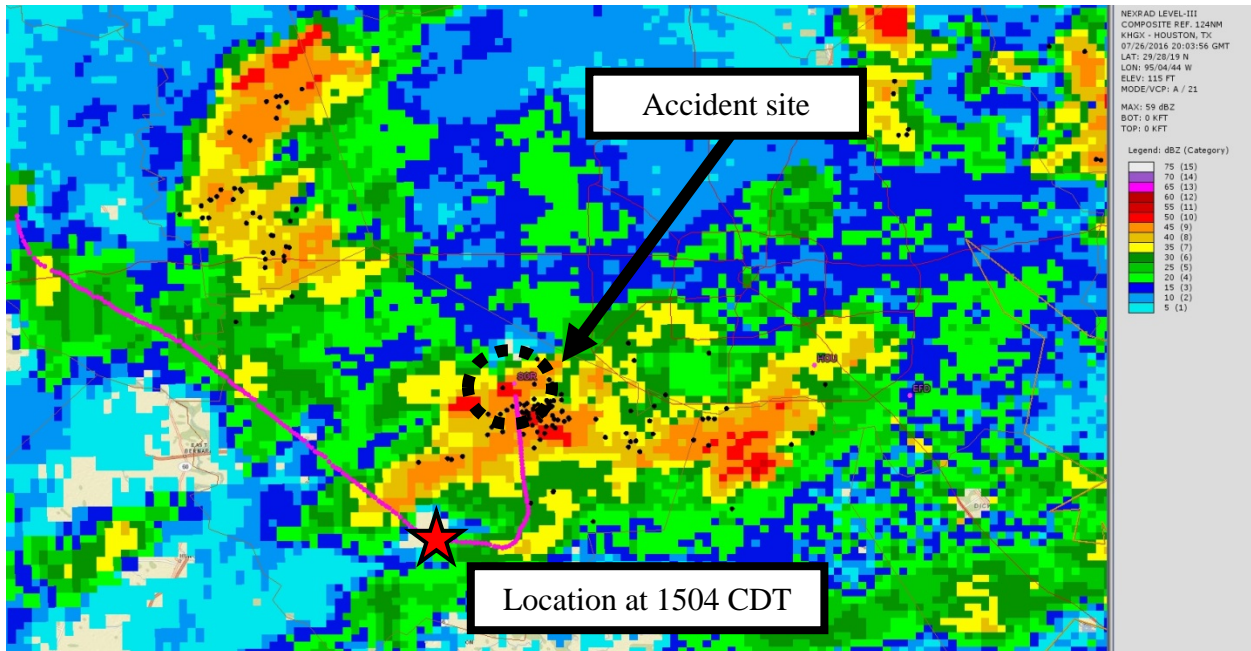 NEXRAD LEVEL-III
COMPOSITE REF. 124NM
KHGX - HOUSTON, TX
07/26/2016 20:03:56 GMT
LAT: 29/28/19 N
LON: 95/04/44 W
ELEV: 115 FT
MODE/VCP: A / 21
MAX: 59 dBZ
BOT: 0 KFT
TOP: 0 KFT
Legend: dBZ (Category)
75 (15)
70 (14)
65 (13)
60 (12)
55 (11)
50 (10)
45 (9)
40 (8)
35 (7)
30 (6)
25 (5)
20 (4)
15 (3)
10 (2)
5 (1)
Accident site
SGR
HOU
EFD
60
Location at 1504 CDT